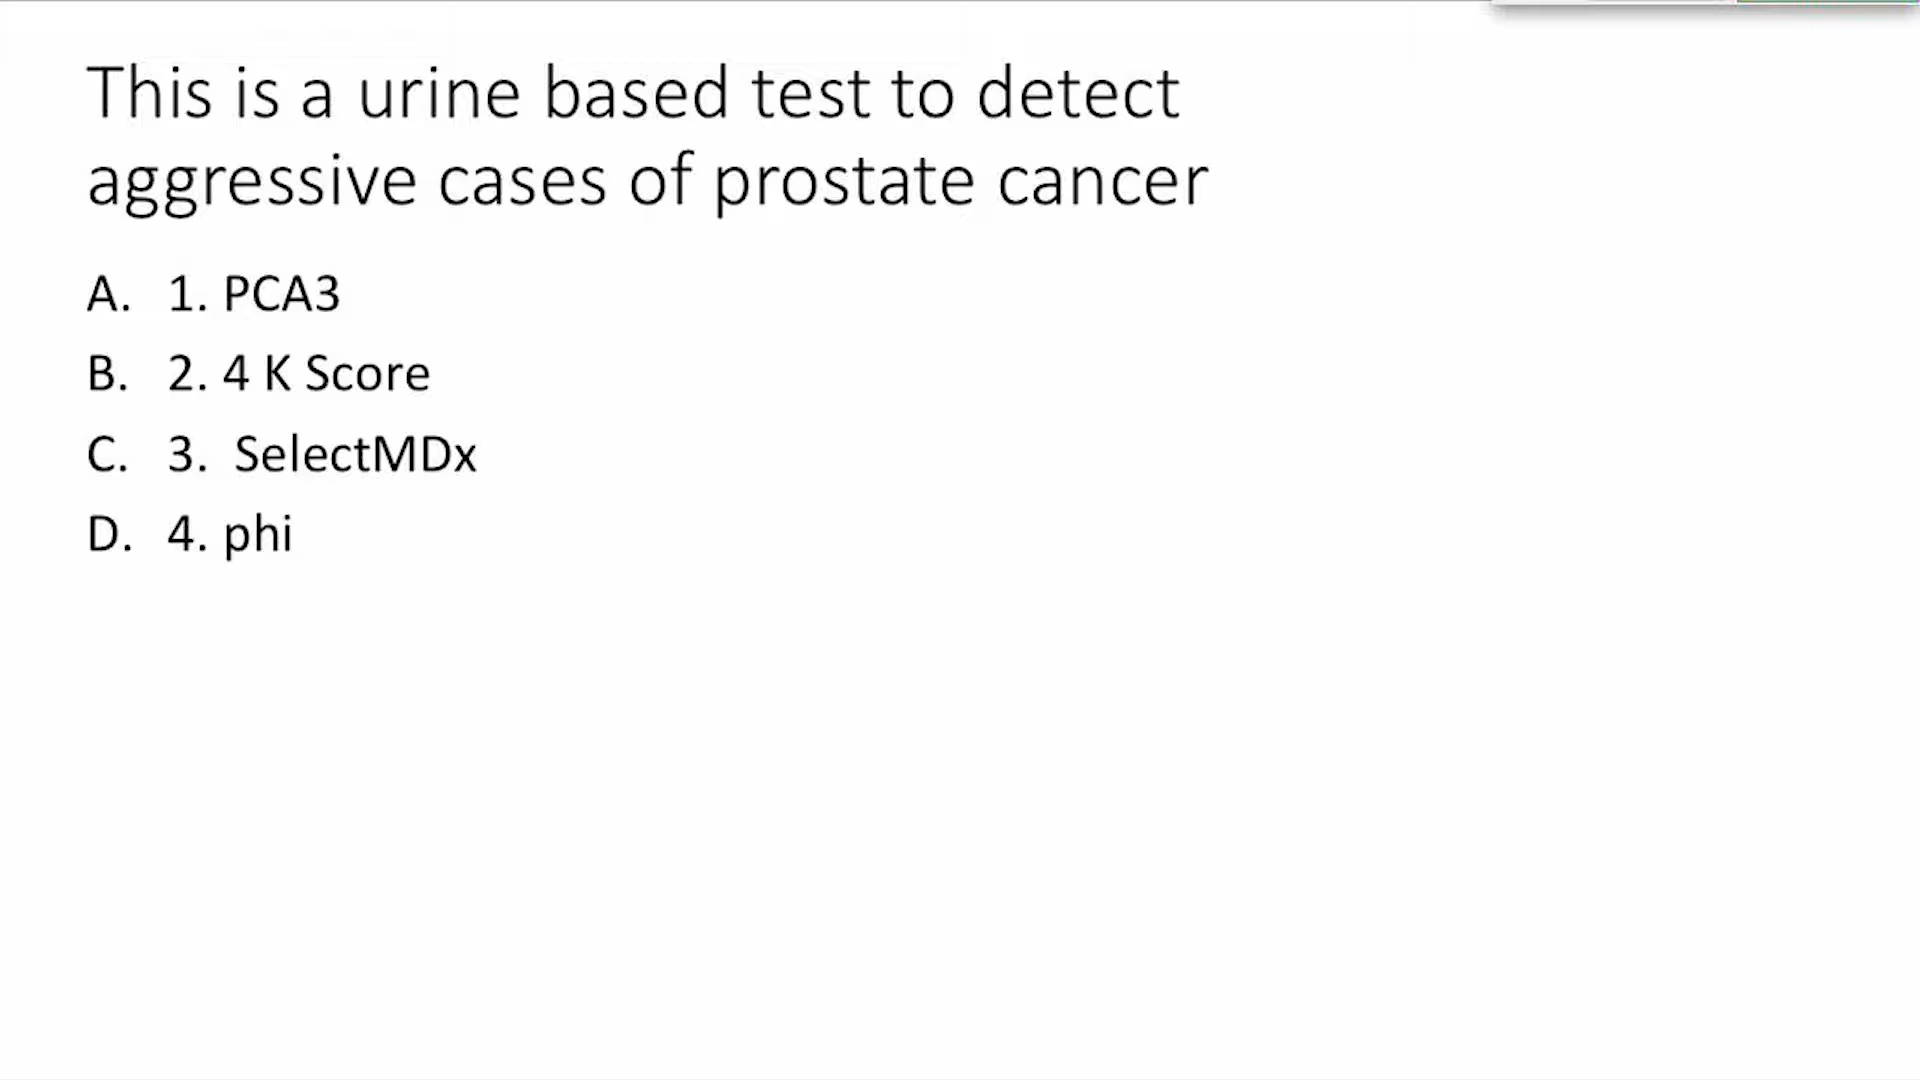 This is a urine based test to detect
aggressive cases of prostate cancer
A. 1. PCA3
B. 2. 4 K Score
C. 3. SelectMDx
D. 4. phi